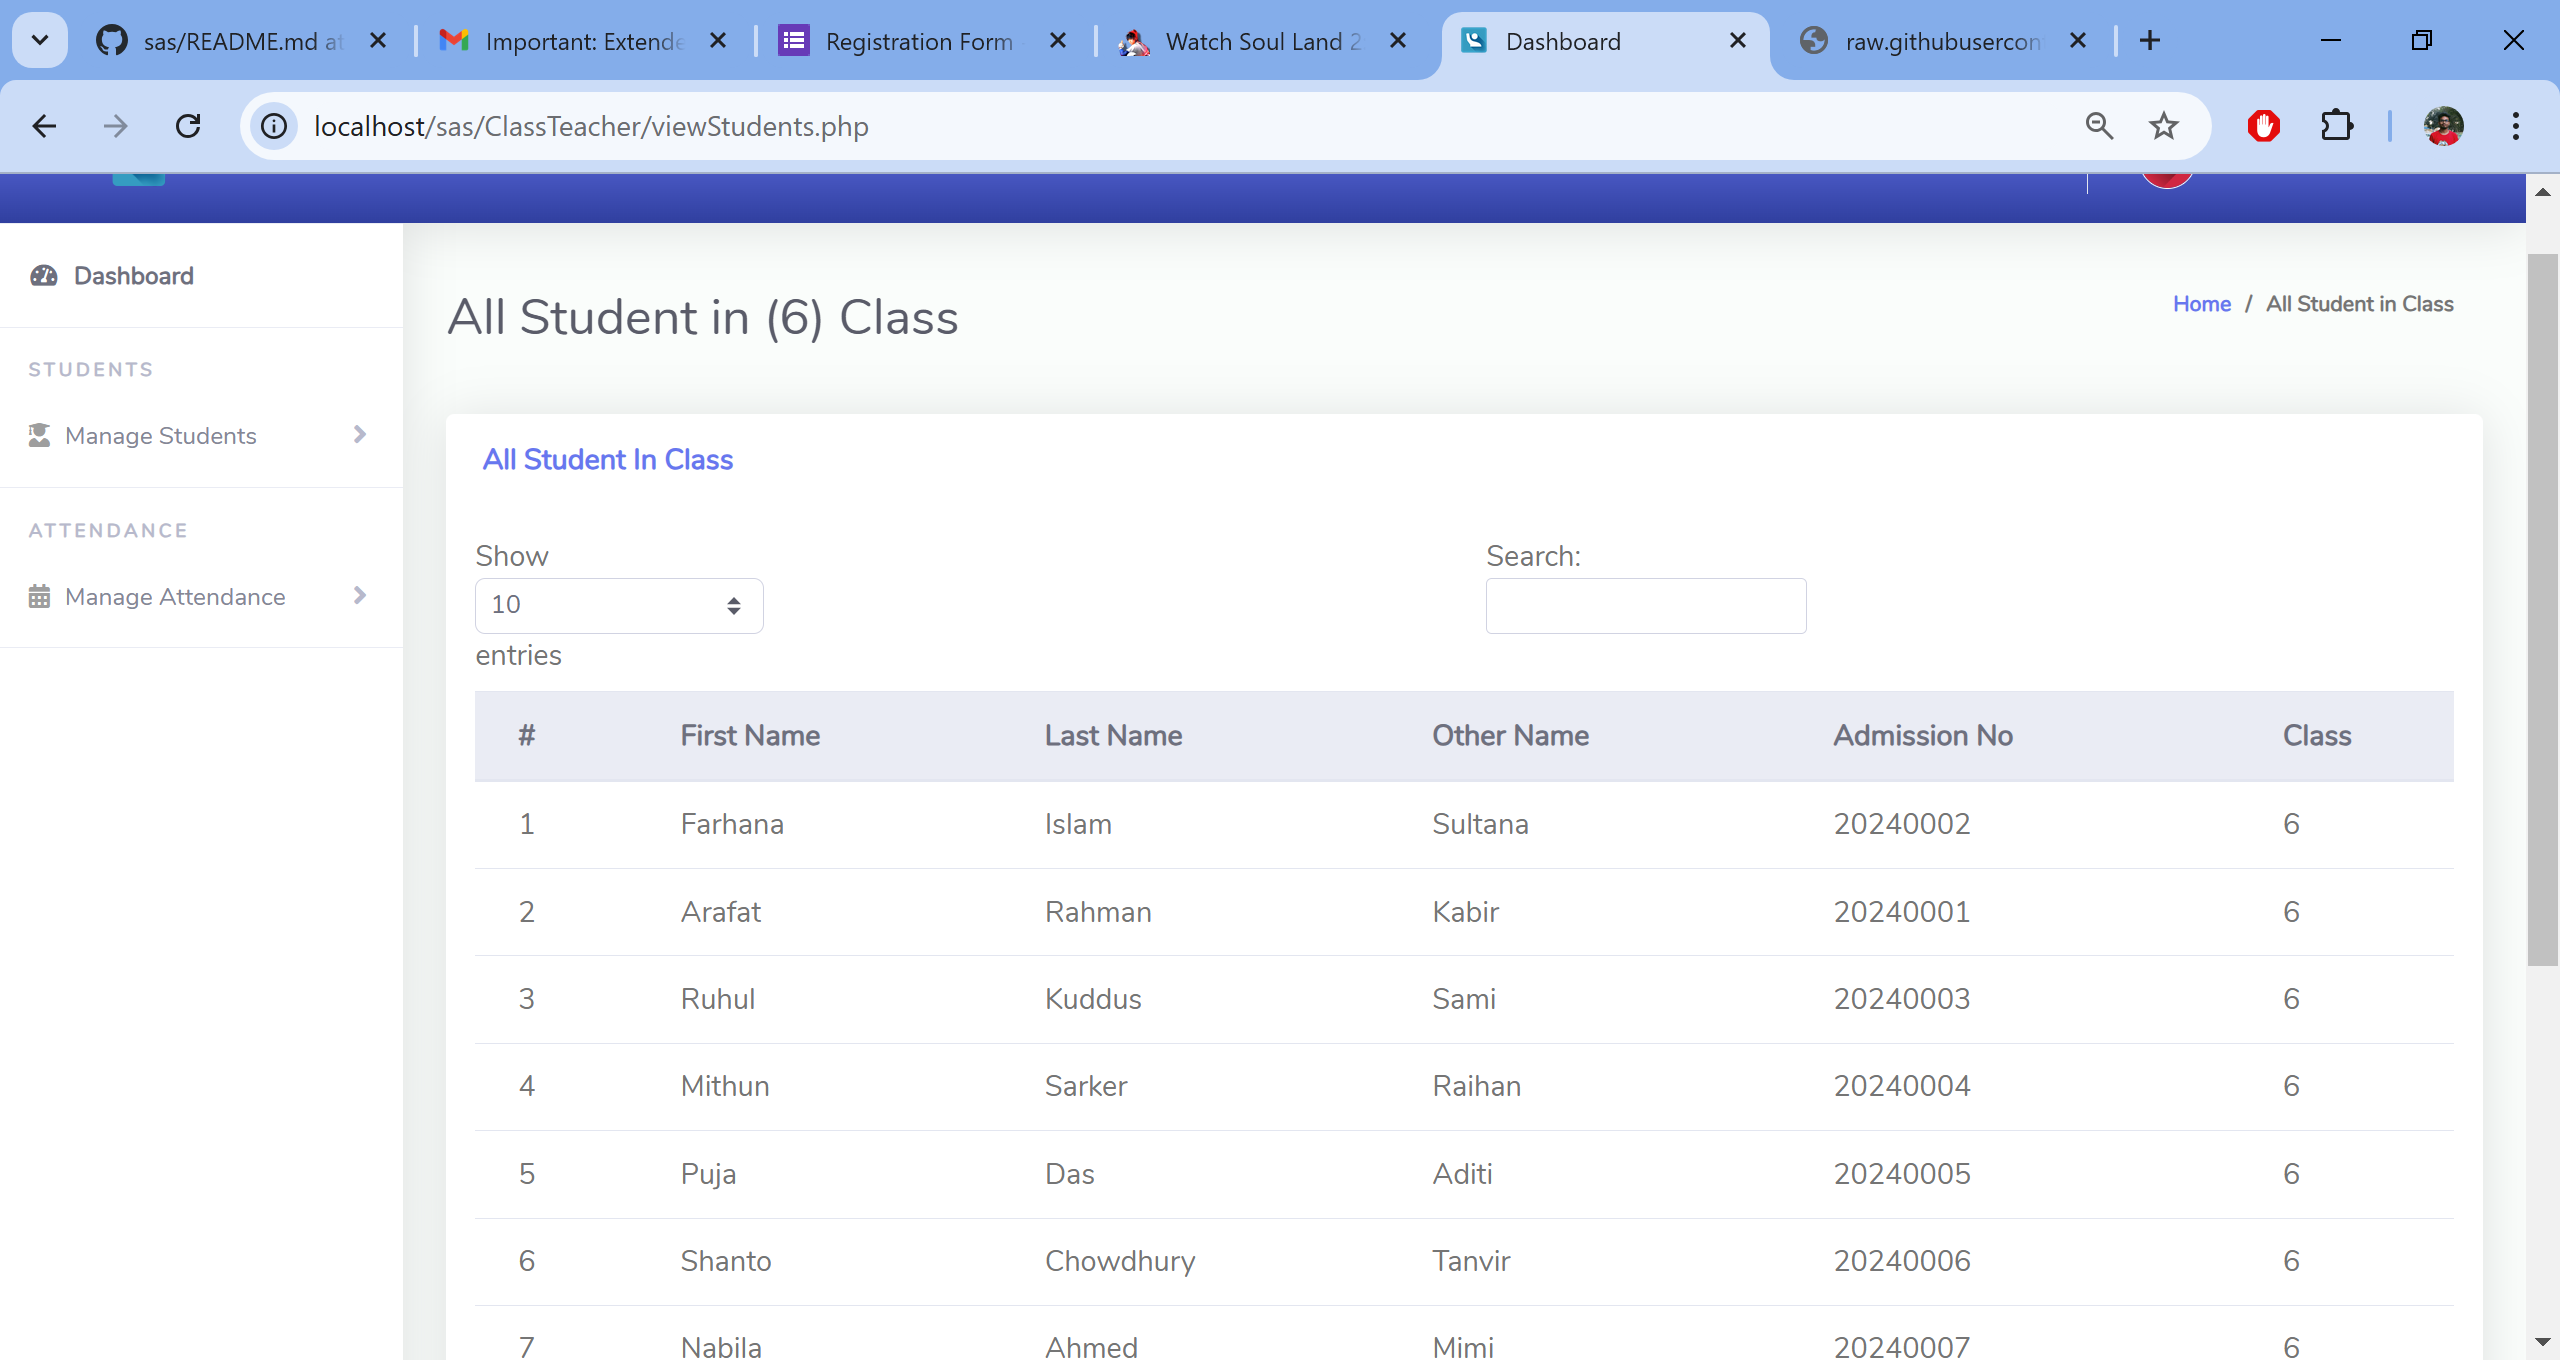 sas/README.md at
Important: Extende
Registration Form
Watch Soul Land 2
Dashboard
raw.githubusercon
localhost/sas/ClassTeacher/viewStudents.php
Dashboard
STUDENTS
Manage Students
ATTENDANCE
Manage Attendance
All Student in (6) Class
Home / All Student in Class
All Student In Class
Show
10
entries
Search:
# First Name Last Name Other Name Admission No Class
1 Farhana Islam Sultana 20240002 6
2 Arafat Rahman Kabir 20240001 6
3 Ruhul Kuddus Sami 20240003 6
4 Mithun Sarker Raihan 20240004 6
5 Puja Das Aditi 20240005 6
6 Shanto Chowdhury Tanvir 20240006 6
7 Nabila Ahmed Mimi 20240007 6